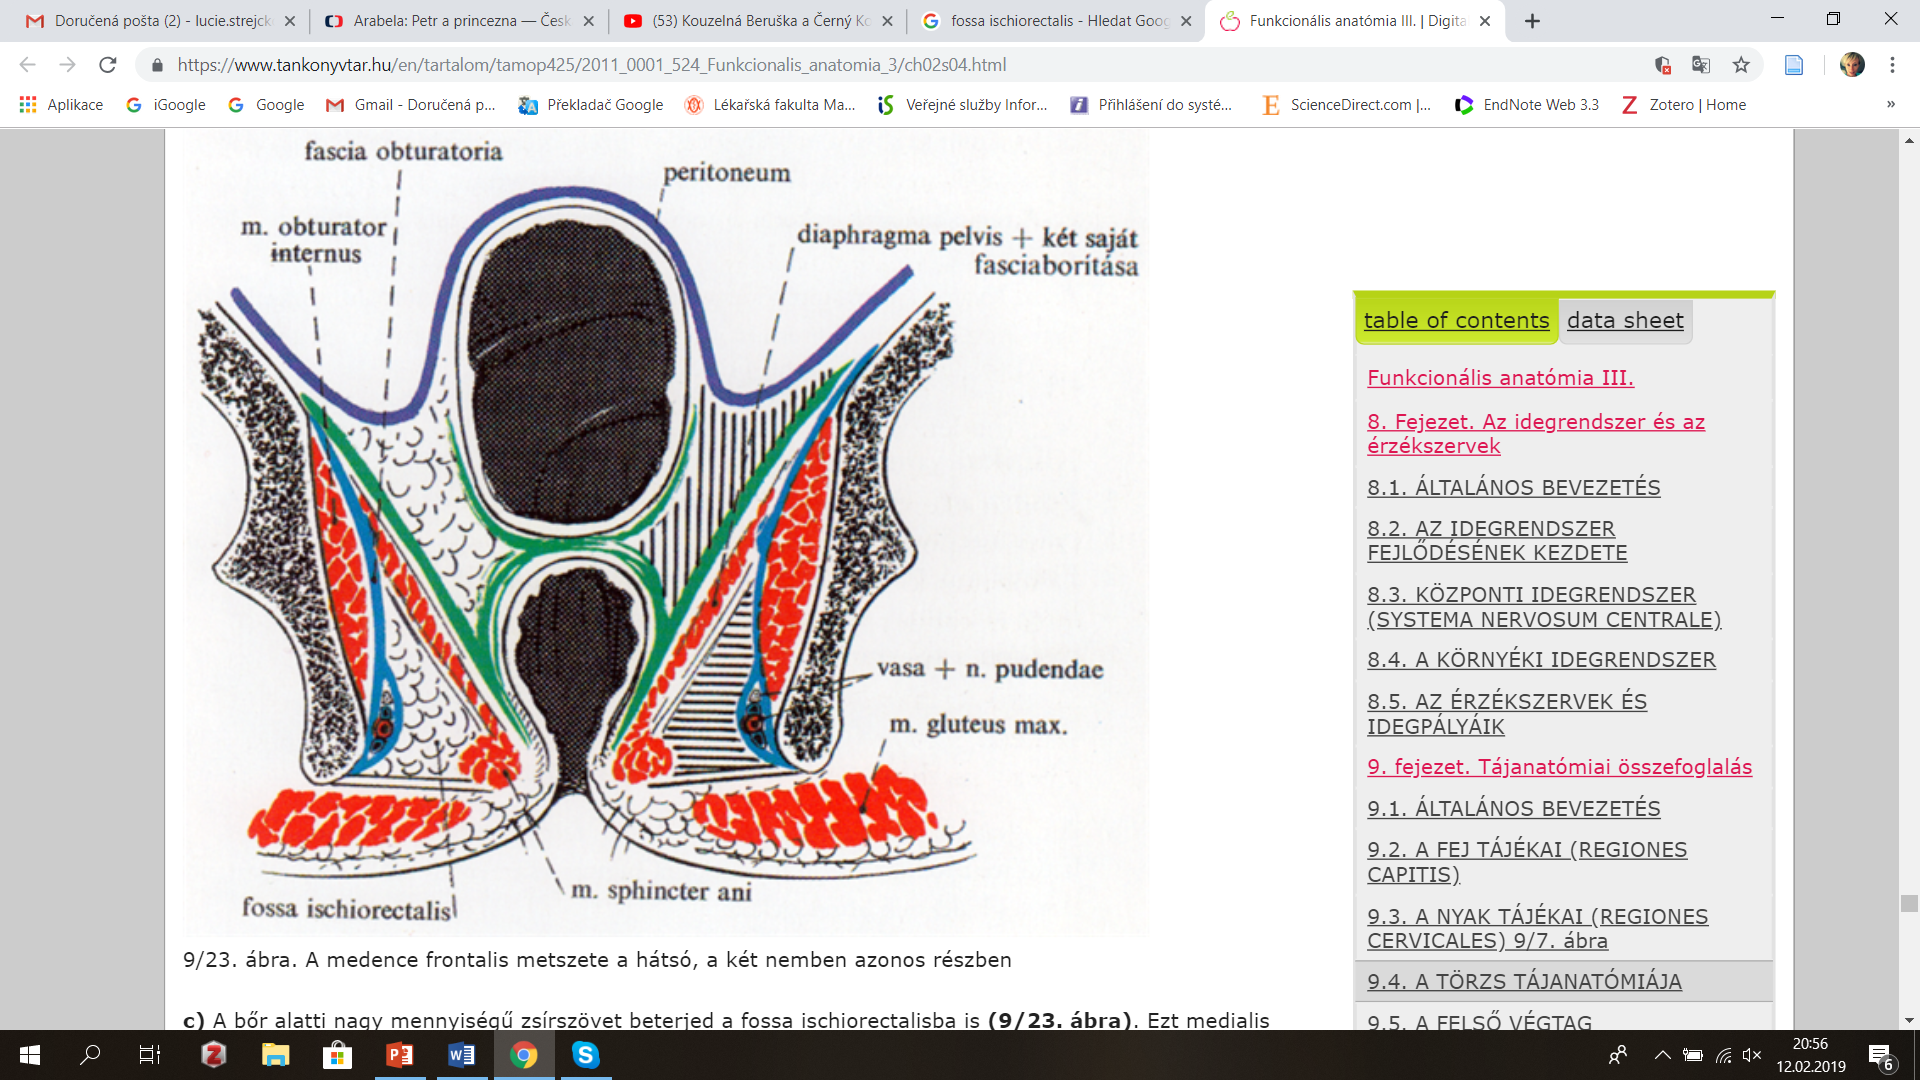 Doručená pošta (2) - lucie.strejck
Arabela: Petr a princezna — Česk
(53) Kouzelná Beruška a Černý Ko
fossa ischiorectalis - Hledat Goog
Funkcionális anatómia III. | Digita
https://www.tankonyvtar.hu/en/tartalom/tamop425/2011_0001_524_Funkcionalis_anatomia_3/ch02s04.html
Aplikace
iGoogle
Google
Gmail - Doručená p...
Překladač Google
Lékařská fakulta Ma...
Veřejné služby Infor...
Přihlášení do systé...
ScienceDirect.com |...
EndNote Web 3.3
Zotero | Home
»
fascia obturatoria
peritoneum
m. obturator
internus
diaphragma pelvis + két saját
fasciaborítása
vasa + n. pudendae
m. gluteus max.
m. sphincter ani
fossa ischiorectalis
9/23. ábra. A medence frontalis metszete a hátsó, a két nemben azonos részben
c) A bőr alatti nagy mennyiségű zsírszövet beterjed a fossa ischiorectalisba is (9/23. ábra). Ezt medialis
table of contents
data sheet
Funkcionális anatómia III.
8. Fejezet. Az idegrendszer és az
érzékszervek
8.1. ÁLTALÁNOS BEVEZETÉS
8.2. AZ IDEGRENDSZER
FEJLŐDÉSÉNEK KEZDETE
8.3. KÖZPONTI IDEGRENDSZER
(SYSTEMA NERVOSUM CENTRALE)
8.4. A KÖRNYÉKI IDEGRENDSZER
8.5. AZ ÉRZÉKSZERVEK ÉS
IDEGPÁLYÁIK
9. fejezet. Tájanatómiai összefoglalás
9.1. ÁLTALÁNOS BEVEZETÉS
9.2. A FEJ TÁJÉKAI (REGIONES
CAPITIS)
9.3. A NYAK TÁJÉKAI (REGIONES
CERVICALES) 9/7. ábra
9.4. A TÖRZS TÁJANATÓMIÁJA
9.5. A FELSŐ VÉGTAG
20:56
12.02.2019
6